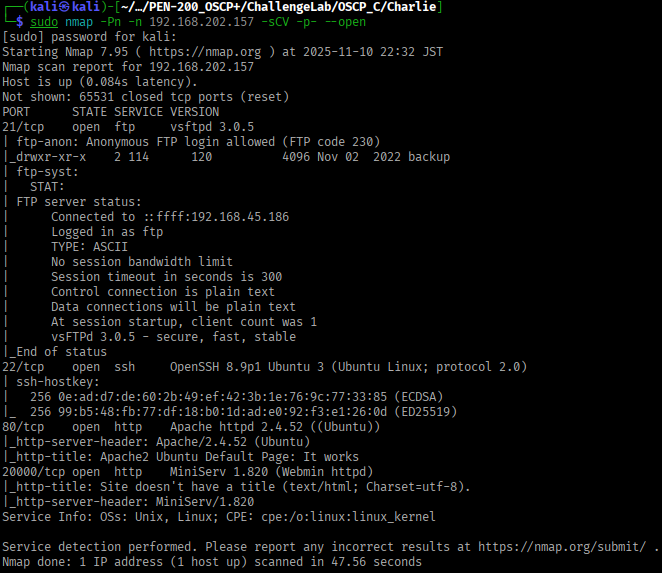 ┌──(kali㉿kali)-[~/…/PEN-200_OSCP+/ChallengeLab/OSCP_C/Charlie]
└─$ sudo nmap -Pn -n 192.168.202.157 -sCV -p- --open
[sudo] password for kali:
Starting Nmap 7.95 ( https://nmap.org ) at 2025-11-10 22:32 JST
Nmap scan report for 192.168.202.157
Host is up (0.084s latency).
Not shown: 65531 closed tcp ports (reset)
PORT      STATE SERVICE VERSION
21/tcp    open  ftp     vsftpd 3.0.5
| ftp-anon: Anonymous FTP login allowed (FTP code 230)
|_drwxr-xr-x    2 114      120          4096 Nov 02  2022 backup
| ftp-syst:
|   STAT:
| FTP server status:
|      Connected to ::ffff:192.168.45.186
|      Logged in as ftp
|      TYPE: ASCII
|      No session bandwidth limit
|      Session timeout in seconds is 300
|      Control connection is plain text
|      Data connections will be plain text
|      At session startup, client count was 1
|      vsFTPd 3.0.5 - secure, fast, stable
|_End of status
22/tcp    open  ssh     OpenSSH 8.9p1 Ubuntu 3 (Ubuntu Linux; protocol 2.0)
| ssh-hostkey:
|   256 0e:ad:d7:de:60:2b:49:ef:42:3b:1e:76:9c:77:33:85 (ECDSA)
|_  256 99:b5:48:fb:77:df:18:b0:1d:ad:e0:92:f3:e1:26:0d (ED25519)
80/tcp    open  http    Apache httpd 2.4.52 ((Ubuntu))
|_http-server-header: Apache/2.4.52 (Ubuntu)
|_http-title: Apache2 Ubuntu Default Page: It works
20000/tcp open  http    MiniServ 1.820 (Webmin httpd)
|_http-title: Site doesn't have a title (text/html; Charset=utf-8).
|_http-server-header: MiniServ/1.820
Service Info: OSs: Unix, Linux; CPE: cpe:/o:linux:linux_kernel

Service detection performed. Please report any incorrect results at https://nmap.org/submit/ .
Nmap done: 1 IP address (1 host up) scanned in 47.56 seconds